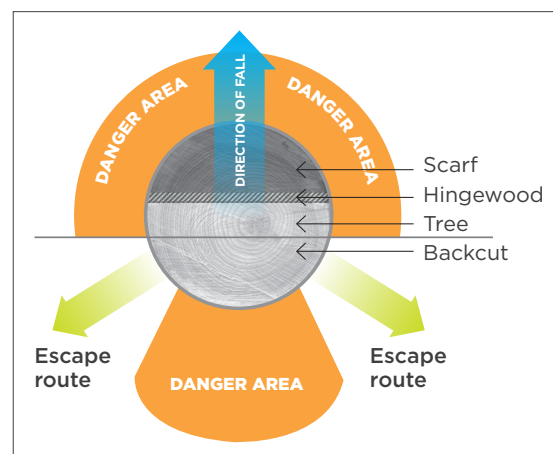 DANGER AREA
DIRECTION OF FALL
DANGER AREA
Scarf
Hingewood
Tree
Backcut
Escape
route
DANGER AREA
Escape
route